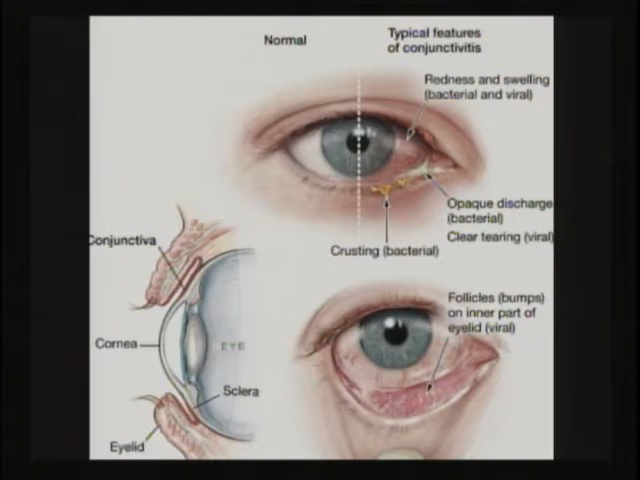 Normal
Typical features
of conjunctivitis
Redness and swelling
(bacterial and viral)
Opaque discharge
(bacterial)
Clear tearing (viral)
Crusting (bacterial)
Conjunctiva
Cornea
EYE
Sclera
Eyelid
Follicles (bumps)
on inner part of
eyelid (viral)